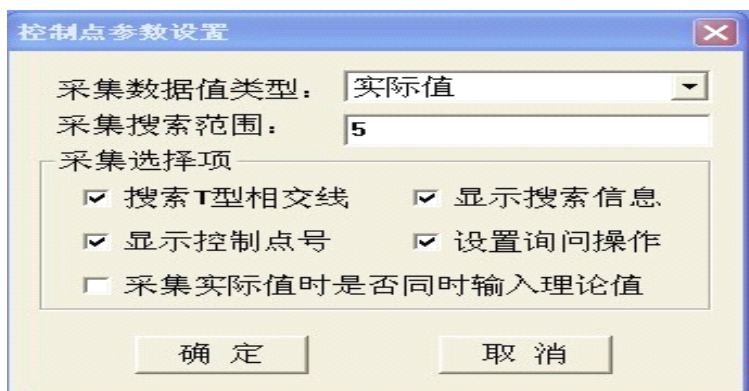 控制点参数设置
采集数据值类型： 实际值
采集搜索范围： 5
采集选择项
搜索T型相交线 显示搜索信息
显示控制点号 设置询问操作
采集实际值时是否同时输入理论值
确 定 取 消